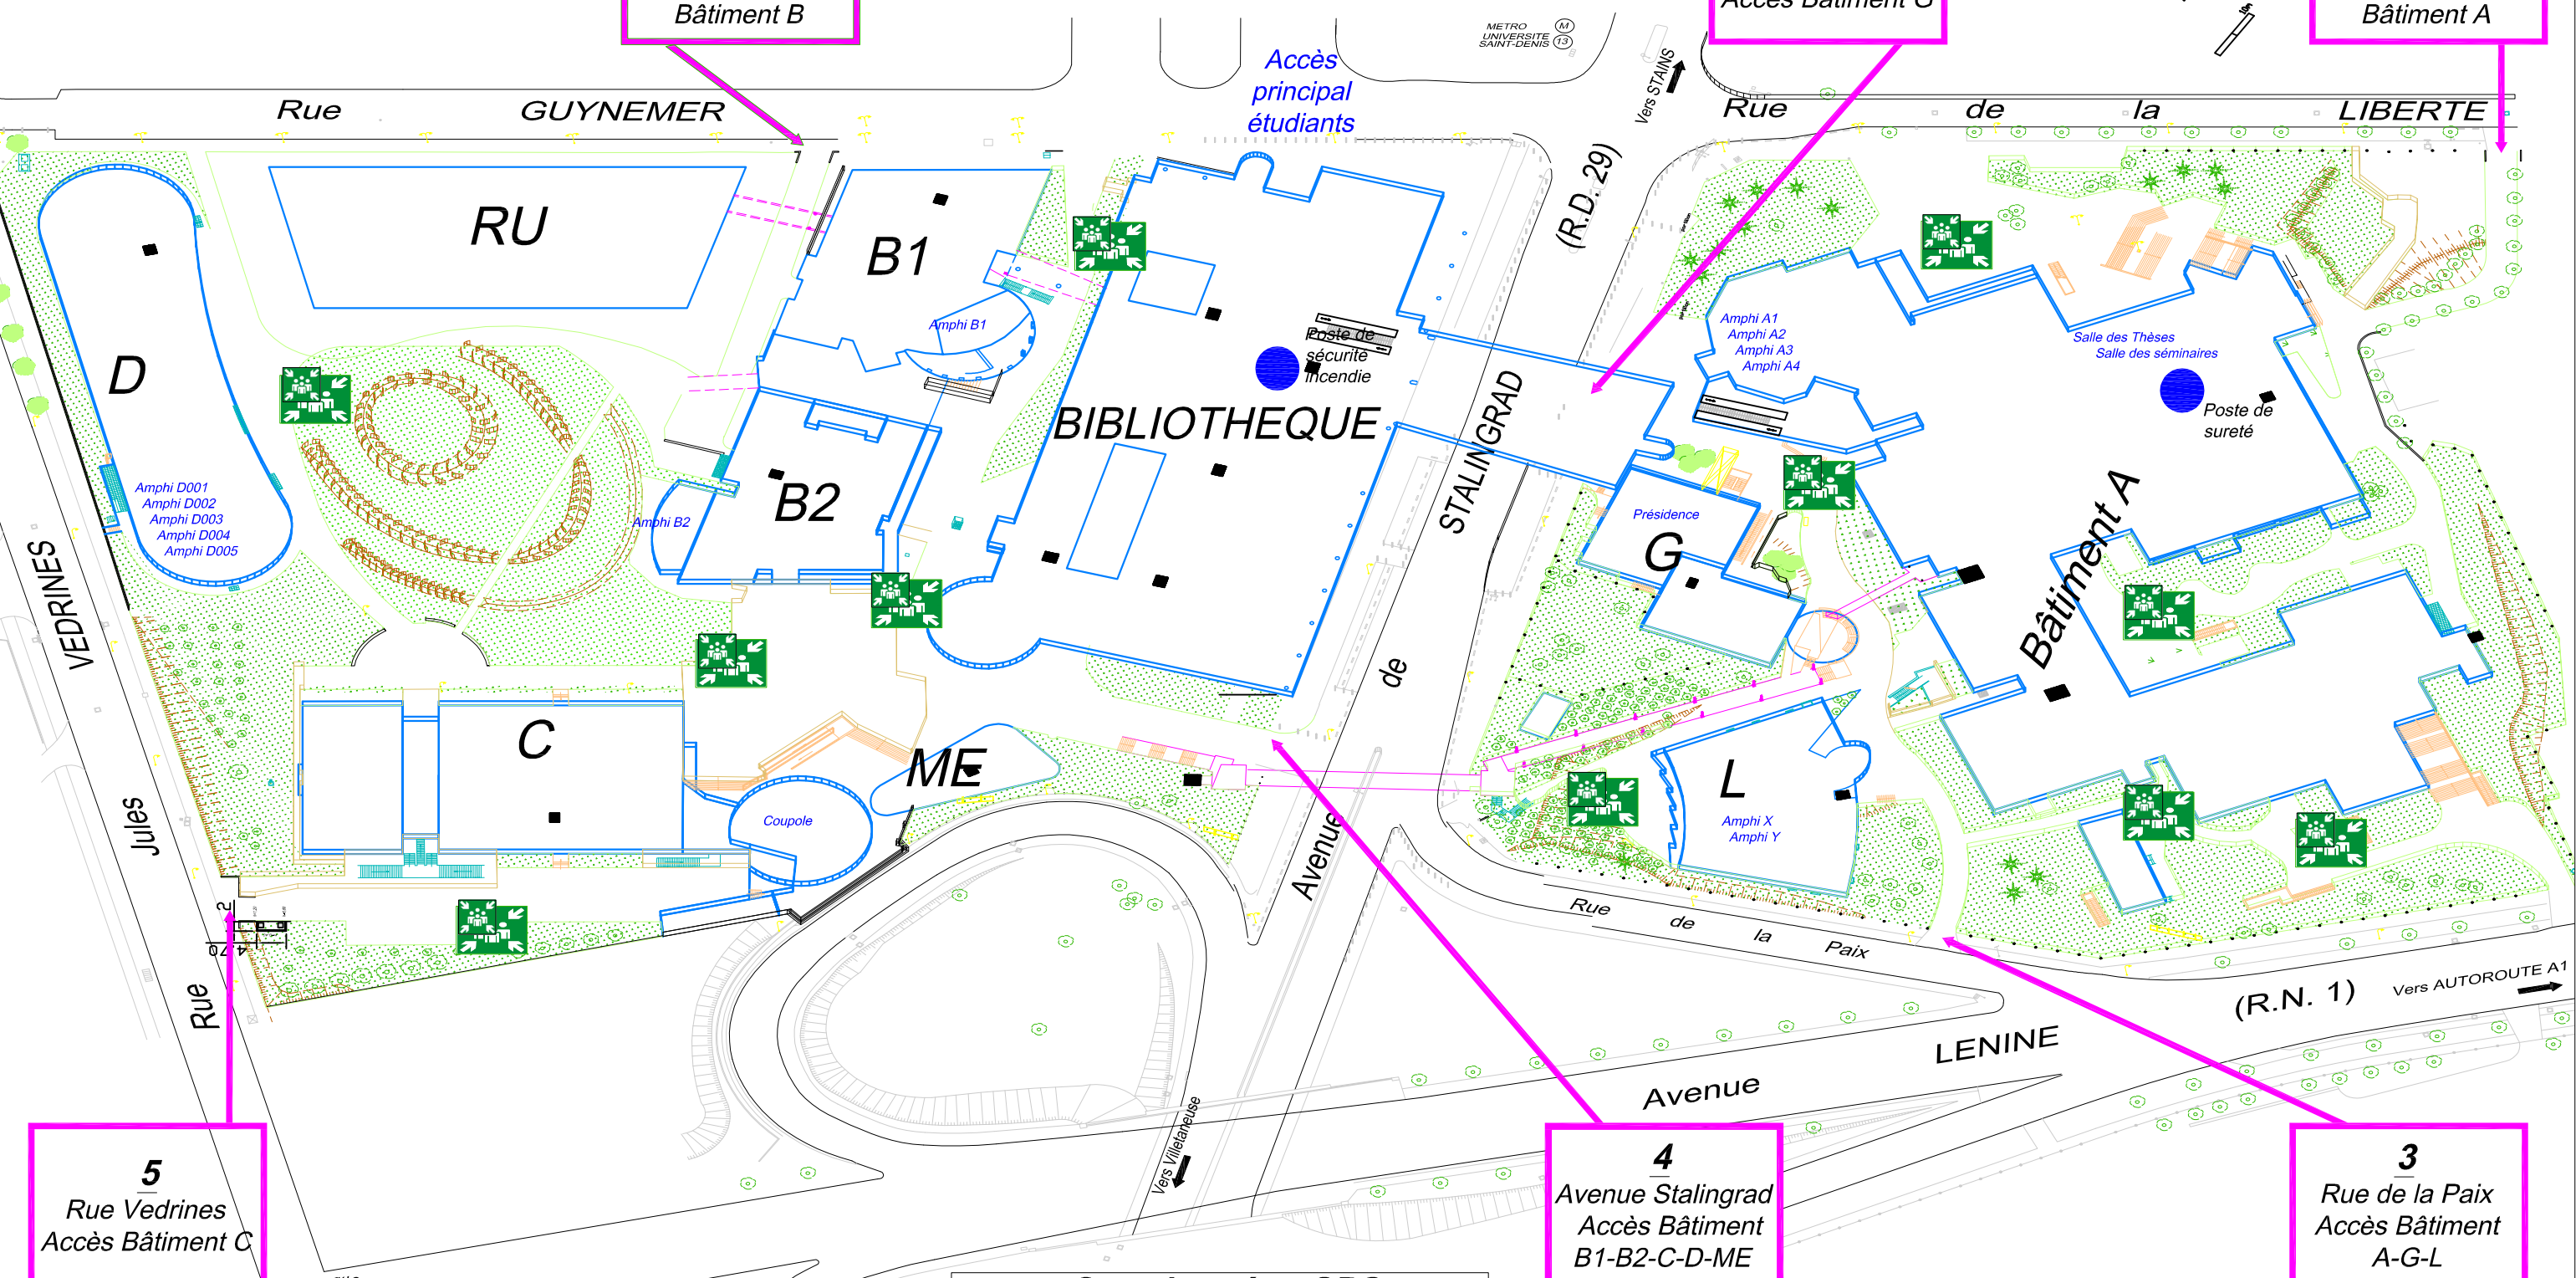 Bâtiment B
Accès Bâtiment G
Bâtiment A
METRO
UNIVERSITE
SAINT-DENIS
M
13
Accès
principal
étudiants
Vers STAINS
Rue GUYNEMER
Rue de la LIBERTE
(R.D. 29)
RU
B1
Amphi B1
D
Amphi D001
Amphi D002
Amphi D003
Amphi D004
Amphi D005
Poste de
sécurité
incendie
BIBLIOTHEQUE
B2
Amphi B2
Amphi A1
Amphi A2
Amphi A3
Amphi A4
Salle des Thèses
Salle des séminaires
Poste de
sureté
Bâtiment A
Présidence
G
Avenue de STALINGRAD
Rue Jules VEDRINES
C
Coupole
ME
L
Amphi X
Amphi Y
Rue de la Paix
(R.N. 1)
Vers AUTOROUTE A1
Avenue LENINE
Vers Villetaneuse
5
Rue Vedrines
Accès Bâtiment C
4
Avenue Stalingrad
Accès Bâtiment
B1-B2-C-D-ME
3
Rue de la Paix
Accès Bâtiment
A-G-L